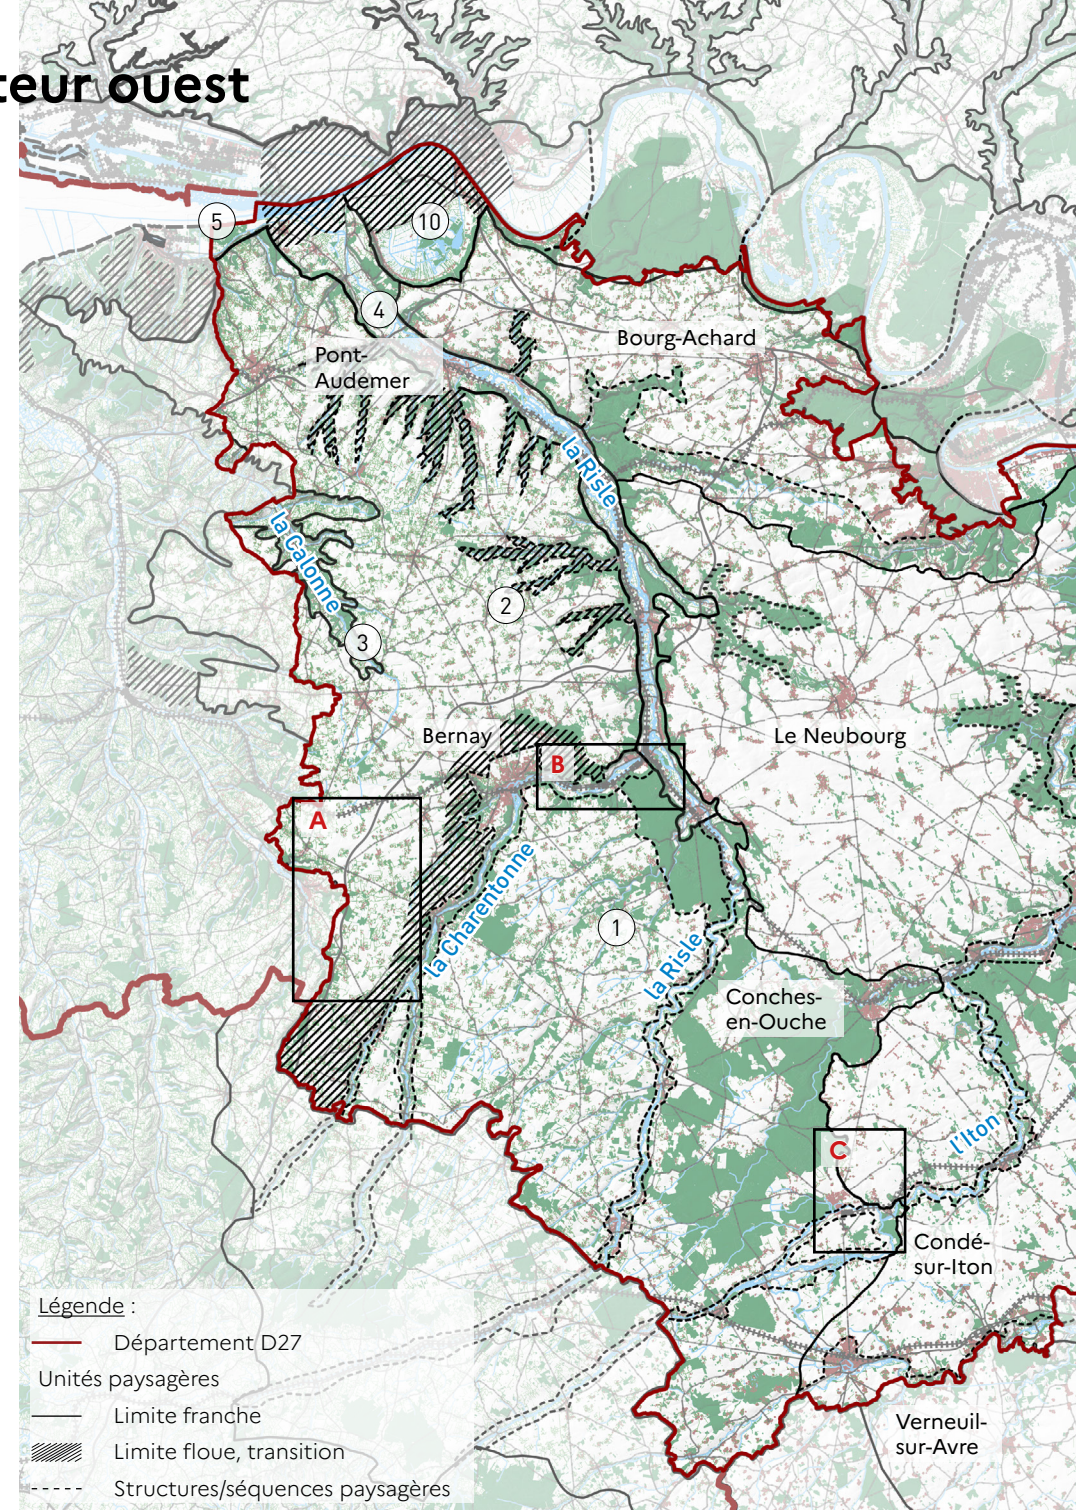 teur ouest
5
10
4
Pont-
Audemer
Bourg-Achard
la Risle
la Calonne
2
3
Bernay
Le Neubourg
B
A
la Charentonne
1
la Risle
Conches-
en-Ouche
l'Iton
C
Condé-
sur-Iton
Légende :
Département D27
Unités paysagères
Limite franche
Limite floue, transition
Structures/séquences paysagères
Verneuil-
sur-Avre